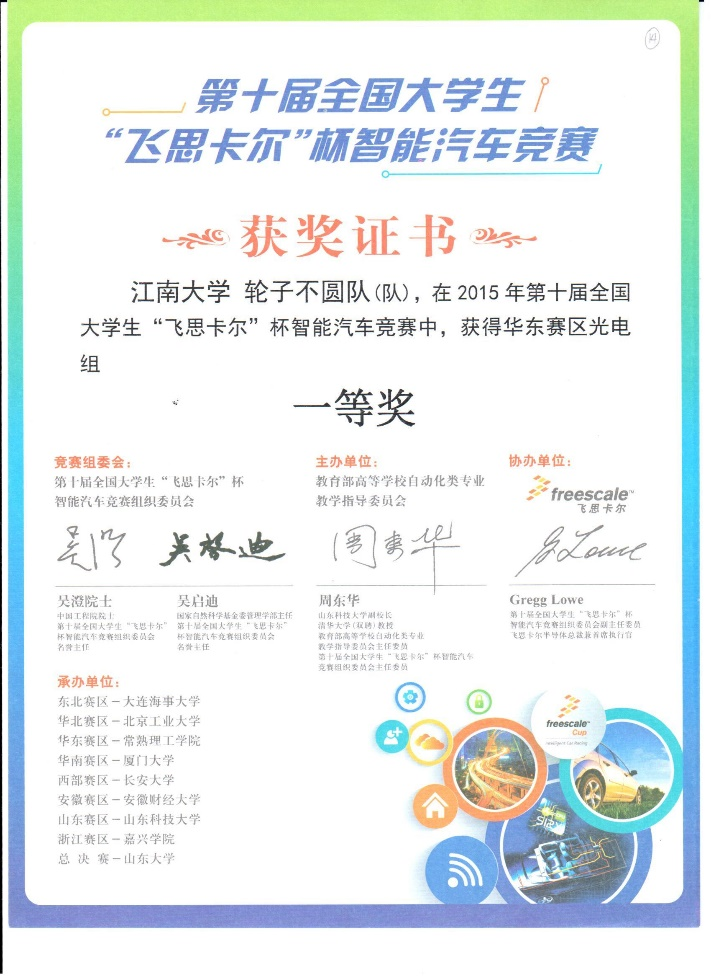 第十届全国大学生
“飞思卡尔”杯智能汽车竞赛
获奖证书
江南大学 轮子不圆队(队)，在 2015 年第十届全国
大学生“飞思卡尔”杯智能汽车竞赛中，获得华东赛区光电
组
一等奖
竞赛组委会：
第十届全国大学生“飞思卡尔”杯
智能汽车竞赛组织委员会
吴启迪
吴澄院士
中国工程院院士
第十届全国大学生“飞思卡尔”
杯智能汽车竞赛组织委员会
名誉主任
吴启迪
国家自然科学基金委管理学部主任
第十届全国大学生“飞思卡尔”
杯智能汽车竞赛组织委员会
名誉主任
主办单位：
教育部高等学校自动化类专业
教学指导委员会
周东华
周东华
山东科技大学副校长
清华大学(双聘)教授
教育部高等学校自动化类专业
教学指导委员会主任委员
第十届全国大学生“飞思卡尔”杯智能汽车
竞赛组织委员会主任委员
协办单位：
freescale™
飞思卡尔
G Lowe
Gregg Lowe
第十届全国大学生“飞思卡尔”杯
智能汽车竞赛组织委员会副主任委员
飞思卡尔半导体总裁兼首席执行官
承办单位：
东北赛区－大连海事大学
华北赛区－北京工业大学
华东赛区－常熟理工学院
华南赛区－厦门大学
西部赛区－长安大学
安徽赛区－安徽财经大学
山东赛区－山东科技大学
浙江赛区－嘉兴学院
总 决 赛－山东大学
freescale™
Cup
Intelligent Car Racing